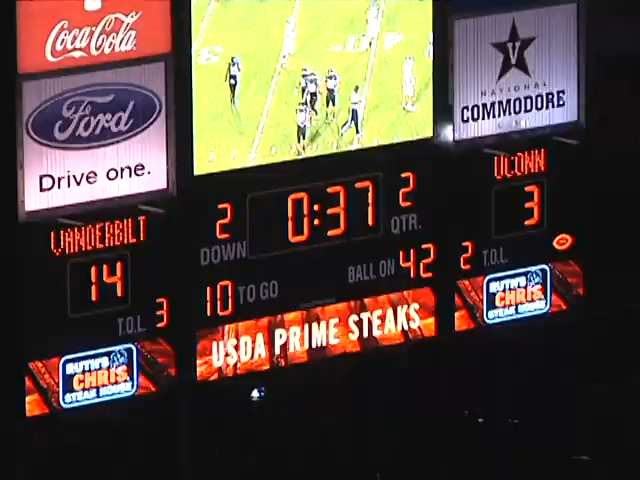 Coca-Cola
Ford
Drive one.
V
NATIONAL
COMMODORE
VANDERBILT
14
T.O.L. 3
2
DOWN
0:37
2
QTR.
10 TO GO
BALL ON 42
UCONN
3
2 T.O.L.
RUTH'S
CHRIS
STEAK HOUSE
USDA PRIME STEAKS
RUTH'S
CHRIS
STEAK HOUSE